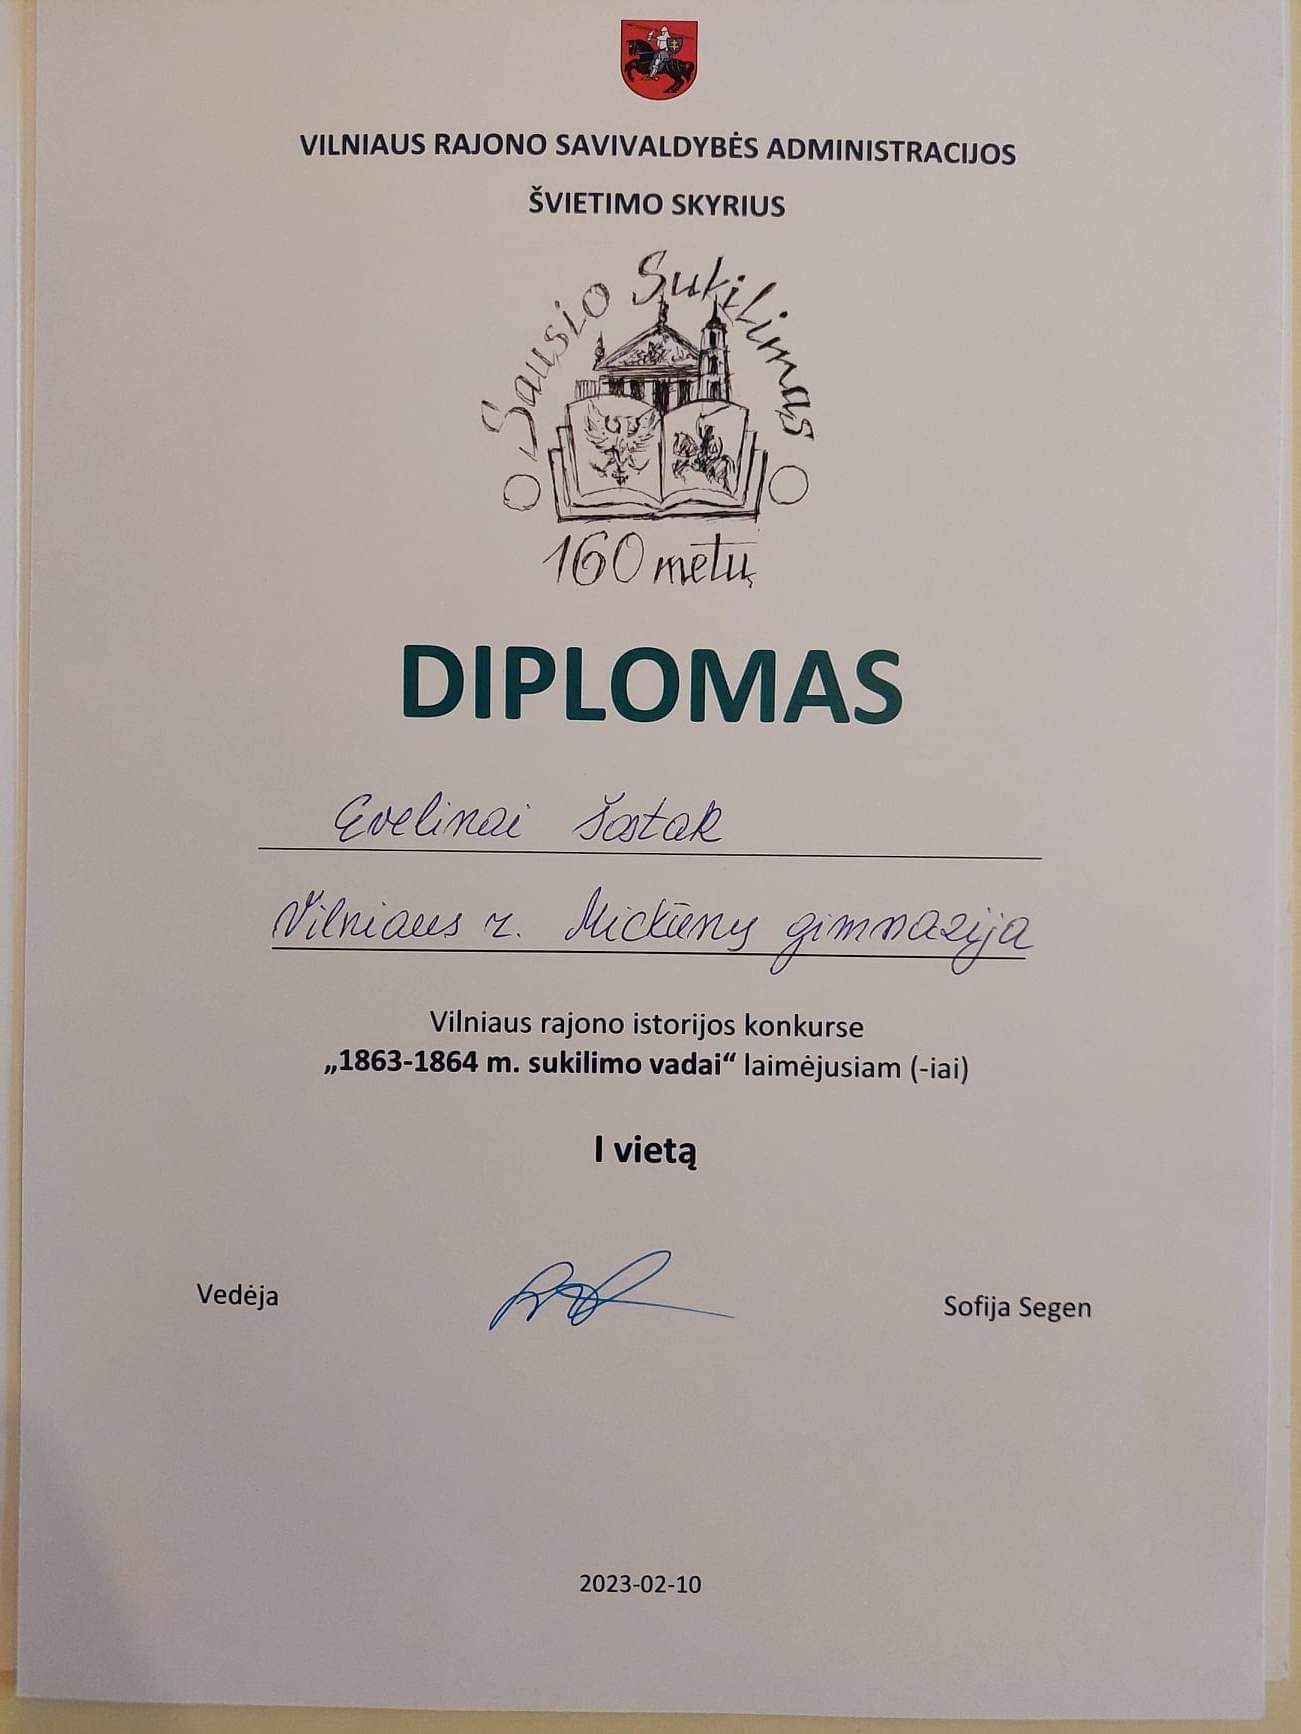 VILNIAUS RAJONO SAVIVALDYBĖS ADMINISTRACIJOS
ŠVIETIMO SKYRIUS
Sausio Sukilimas
160 metų
DIPLOMAS
Evelinai Šostak
Vilniaus r. Mickūnų gimnazija
Vilniaus rajono istorijos konkurse
„1863-1864 m. sukilimo vadai“ laimėjusiam (-iai)
I vietą
Vedėja Sofija Segen
2023-02-10